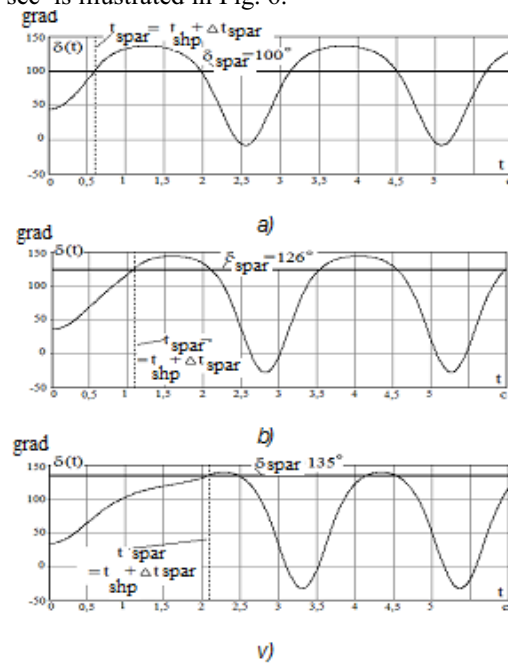 see is illustrated in Fig. 6.
grad
t spar = t shp + Δt spar
δ(t)
δ spar =100°
150
100
50
0
-50
0 0,5 1 1,5 2 2,5 3 3,5 4 4,5 5 t
a)
grad
δ(t)
δ spar =126°
150
100
50
0
-50
t spar =
= t shp + Δt spar
0 0,5 1 1,5 2 2,5 3 3,5 4 4,5 5 t c
b)
grad
δ(t)
δ spar 135°
150
100
50
0
-50
t spar
= t shp + Δt spar
0 0,5 1 1,5 2 2,5 3 3,5 4 4,5 5 t c
v)